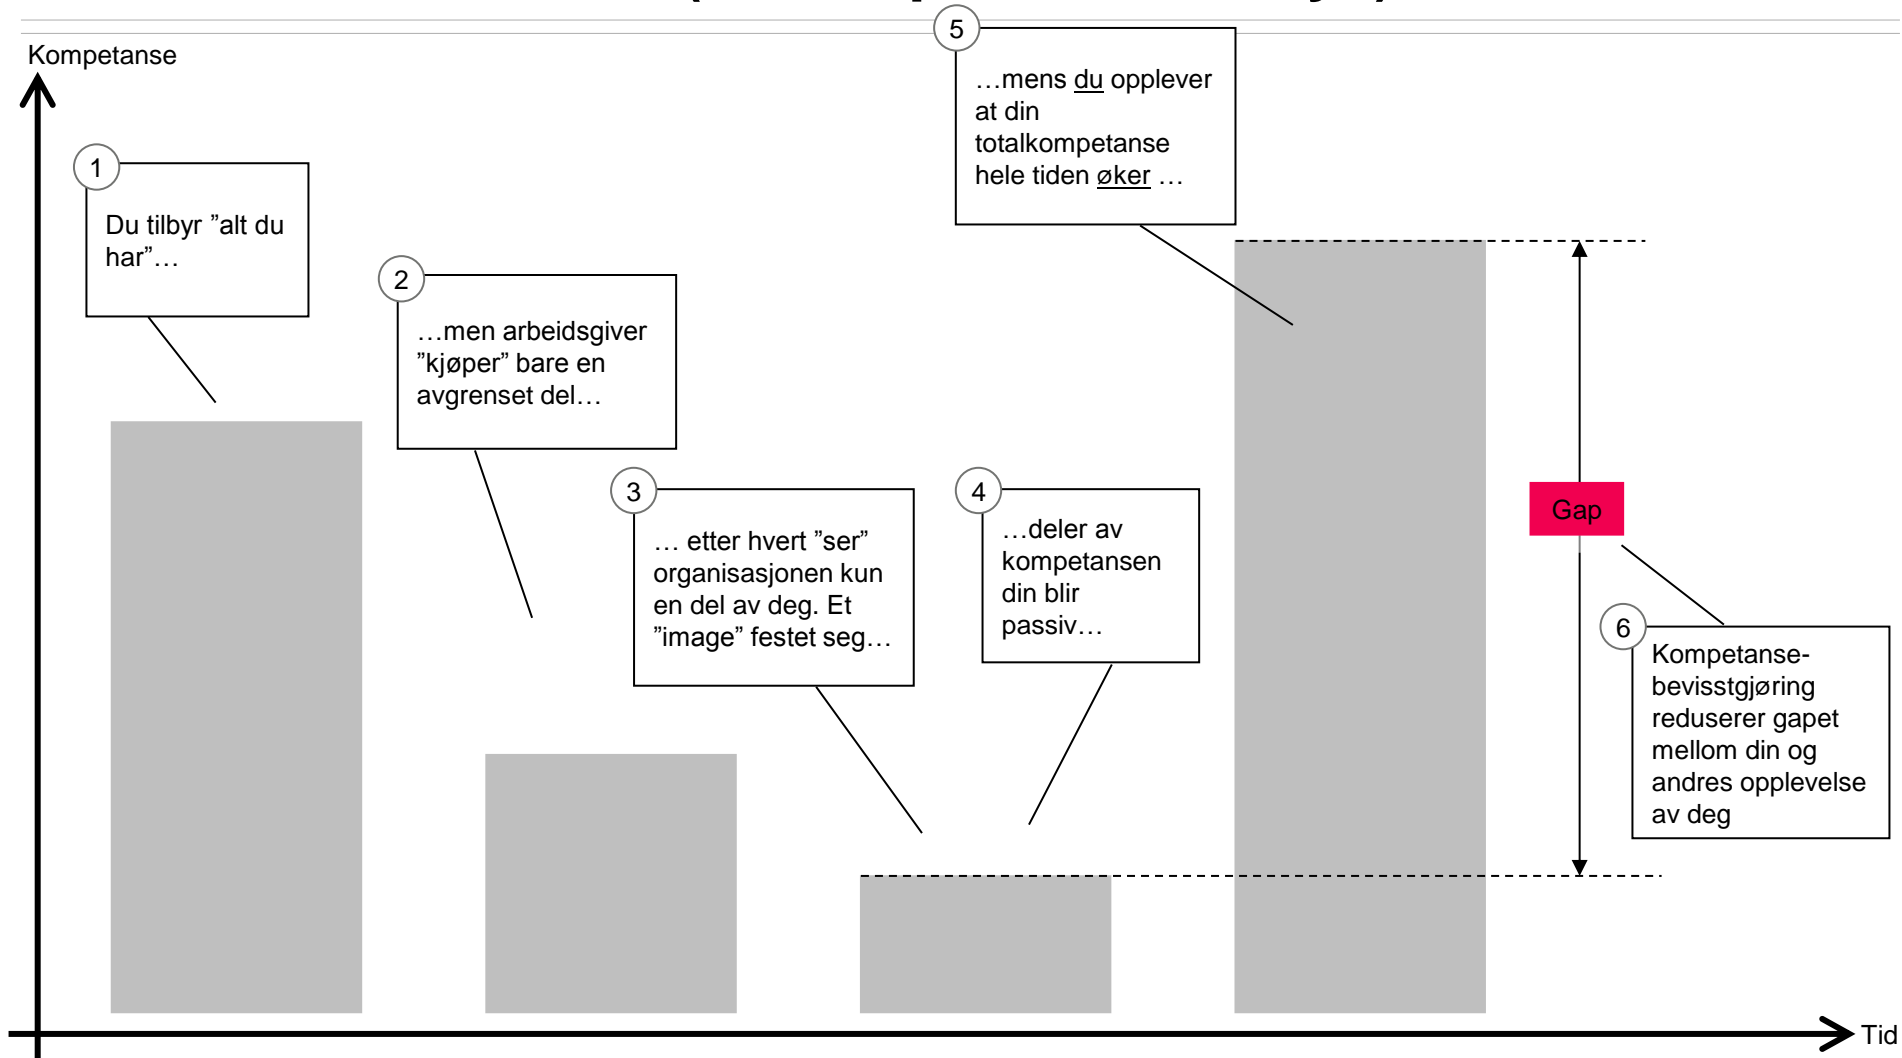 Kompetanse
1
Du tilbyr ”alt du
har”…
2
…men arbeidsgiver
”kjøper” bare en
avgrenset del…
3
… etter hvert ”ser”
organisasjonen kun
en del av deg. Et
”image” festet seg…
4
…deler av
kompetansen
din blir
passiv…
5
…mens du opplever
at din
totalkompetanse
hele tiden øker …
Gap
6
Kompetanse-
bevisstgjøring
reduserer gapet
mellom din og
andres opplevelse
av deg
Tid